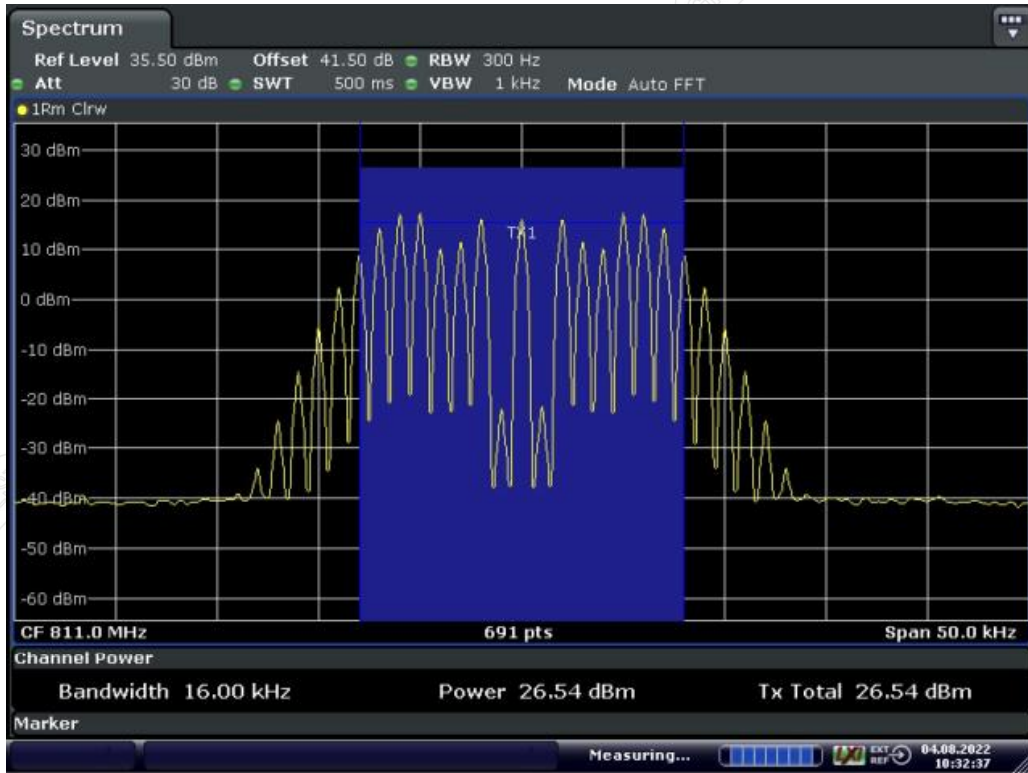 Spectrum
Ref Level 35.50 dBm Offset 41.50 dB RBW 300 Hz
Att 30 dB SWT 500 ms VBW 1 kHz Mode Auto FFT
1Rm Clrw
30 dBm
20 dBm
TX1
10 dBm
0 dBm
-10 dBm
-20 dBm
-30 dBm
-40 dBm
-50 dBm
-60 dBm
CF 811.0 MHz 691 pts Span 50.0 kHz
Channel Power
Bandwidth 16.00 kHz Power 26.54 dBm Tx Total 26.54 dBm
Marker
Measuring... LXI EXT REF 04.08.2022 10:32:37